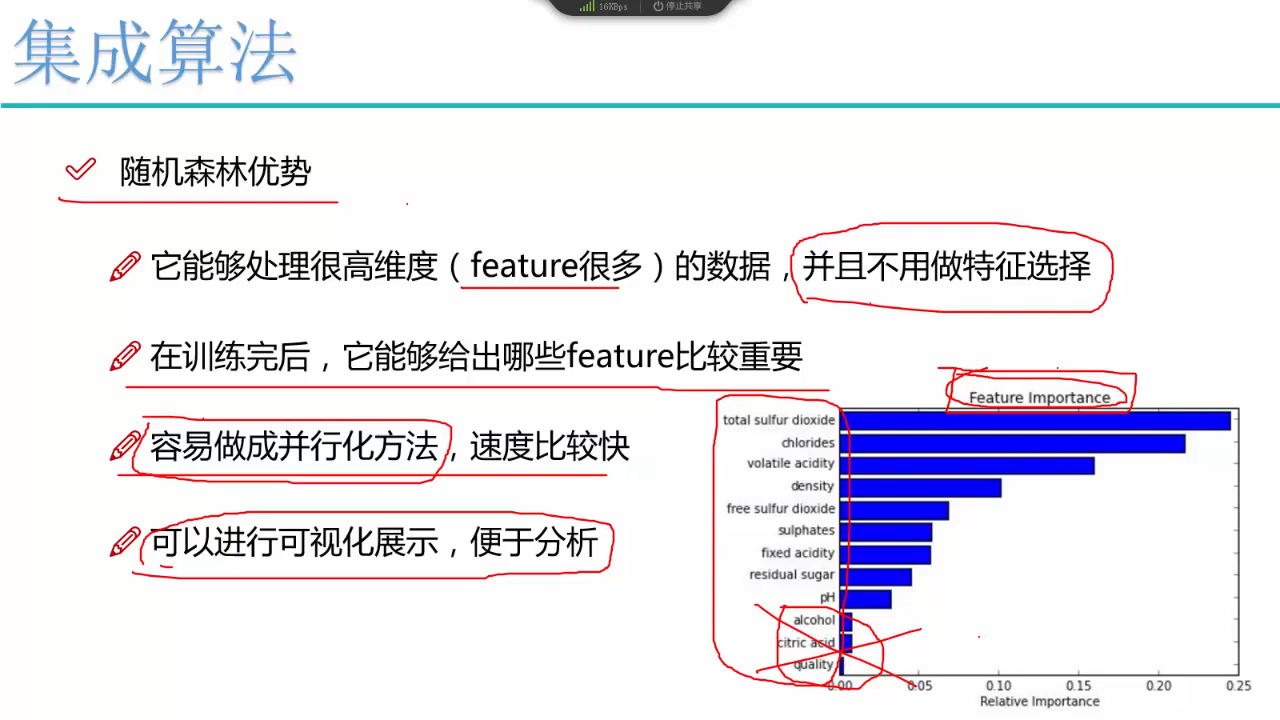 16KBps 停止共享
集成算法
随机森林优势
它能够处理很高维度（feature很多）的数据，并且不用做特征选择
在训练完后，它能够给出哪些feature比较重要
容易做成并行化方法，速度比较快
可以进行可视化展示，便于分析
Feature Importance
total sulfur dioxide
chlorides
volatile acidity
density
free sulfur dioxide
sulphates
fixed acidity
residual sugar
pH
alcohol
citric acid
quality
0.00 0.05 0.10 0.15 0.20 0.25
Relative Importance